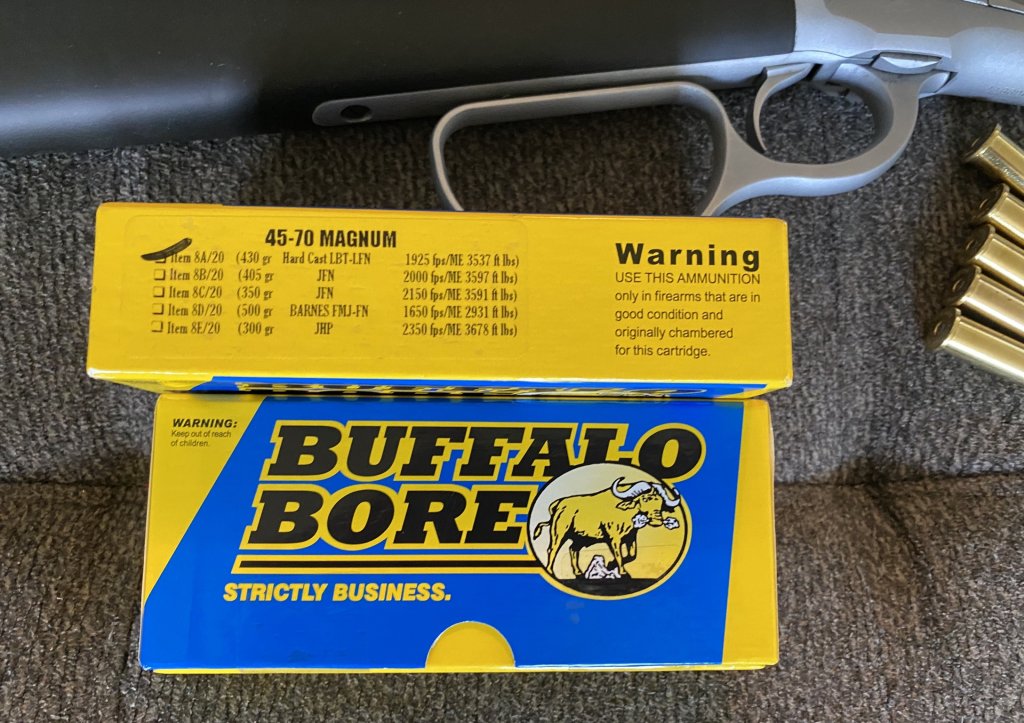 45-70 MAGNUM
Item 8A/20 (430 gr Hard Cast LBT-LFN 1925 fps/ME 3537 ft lbs)
Item 8B/20 (405 gr JFN 2000 fps/ME 3597 ft lbs)
Item 8C/20 (350 gr JFN 2150 fps/ME 3591 ft lbs)
Item 8D/20 (500 gr BARNES FMJ-FN 1650 fps/ME 2931 ft lbs)
Item 8E/20 (300 gr JHP 2350 fps/ME 3678 ft lbs)
Warning
USE THIS AMMUNITION
only in firearms that are in
good condition and
originally chambered
for this cartridge.
WARNING:
Keep out of reach
of children.
BUFFALO
BORE
STRICTLY BUSINESS.